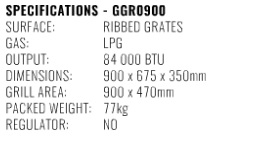 SPECIFICATIONS - GGR0900
SURFACE: RIBBED GRATES
GAS: LPG
OUTPUT: 84 000 BTU
DIMENSIONS: 900 x 675 x 350mm
GRILL AREA: 900 x 470mm
PACKED WEIGHT: 77kg
REGULATOR: NO